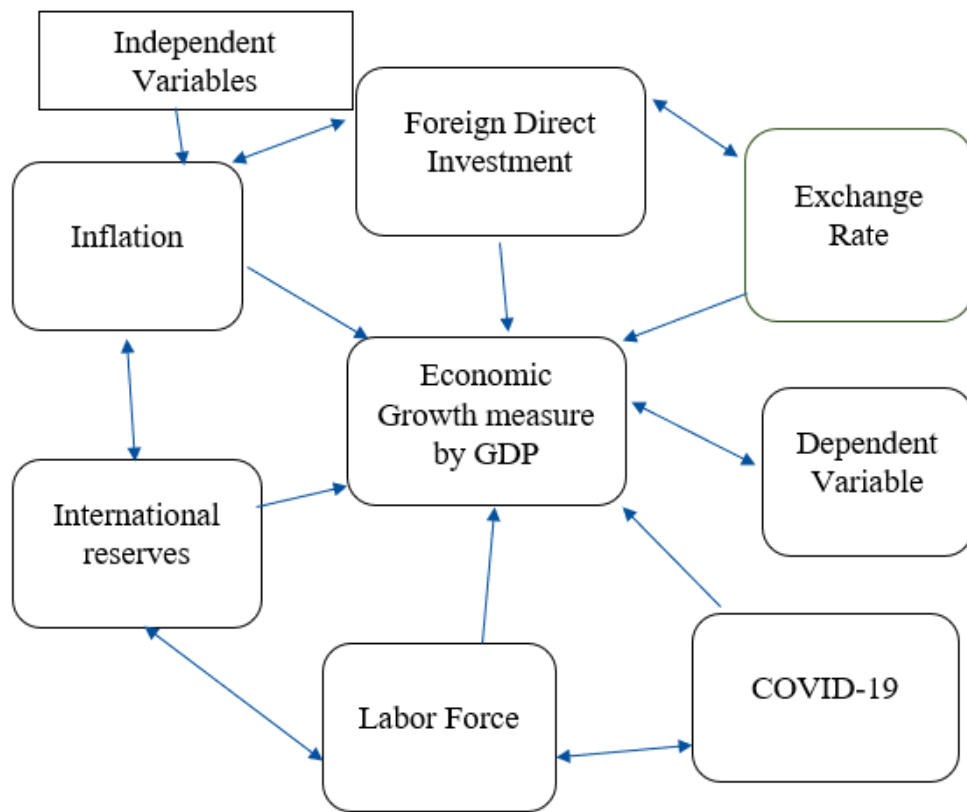 Independent
Variables
Foreign Direct
Investment
Exchange
Rate
Inflation
Economic
Growth measure
by GDP
Dependent
Variable
International
reserves
Labor Force
COVID-19